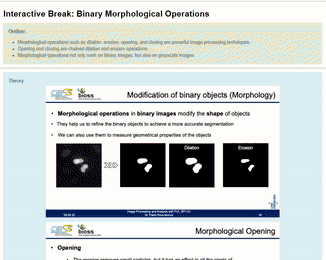 Interactive Break: Binary Morphological Operations
Outline:
Morphological operations such as dilation, erosion, opening, and closing are powerful image processing techniques.
Opening and closing are chained dilation and erosion operations.
Morphological operations not only work on binary images, but also on grayscale images.
Theory
bioss
Modification of binary objects (Morphology)
• Morphological operations in binary images modify the shape of objects
• They help us to refine the binary objects to achieve a more accurate segmentation
• We can also use them to measure geometrical properties of the objects
Dilation
Erosion
bioss
Morphological Opening
• Opening